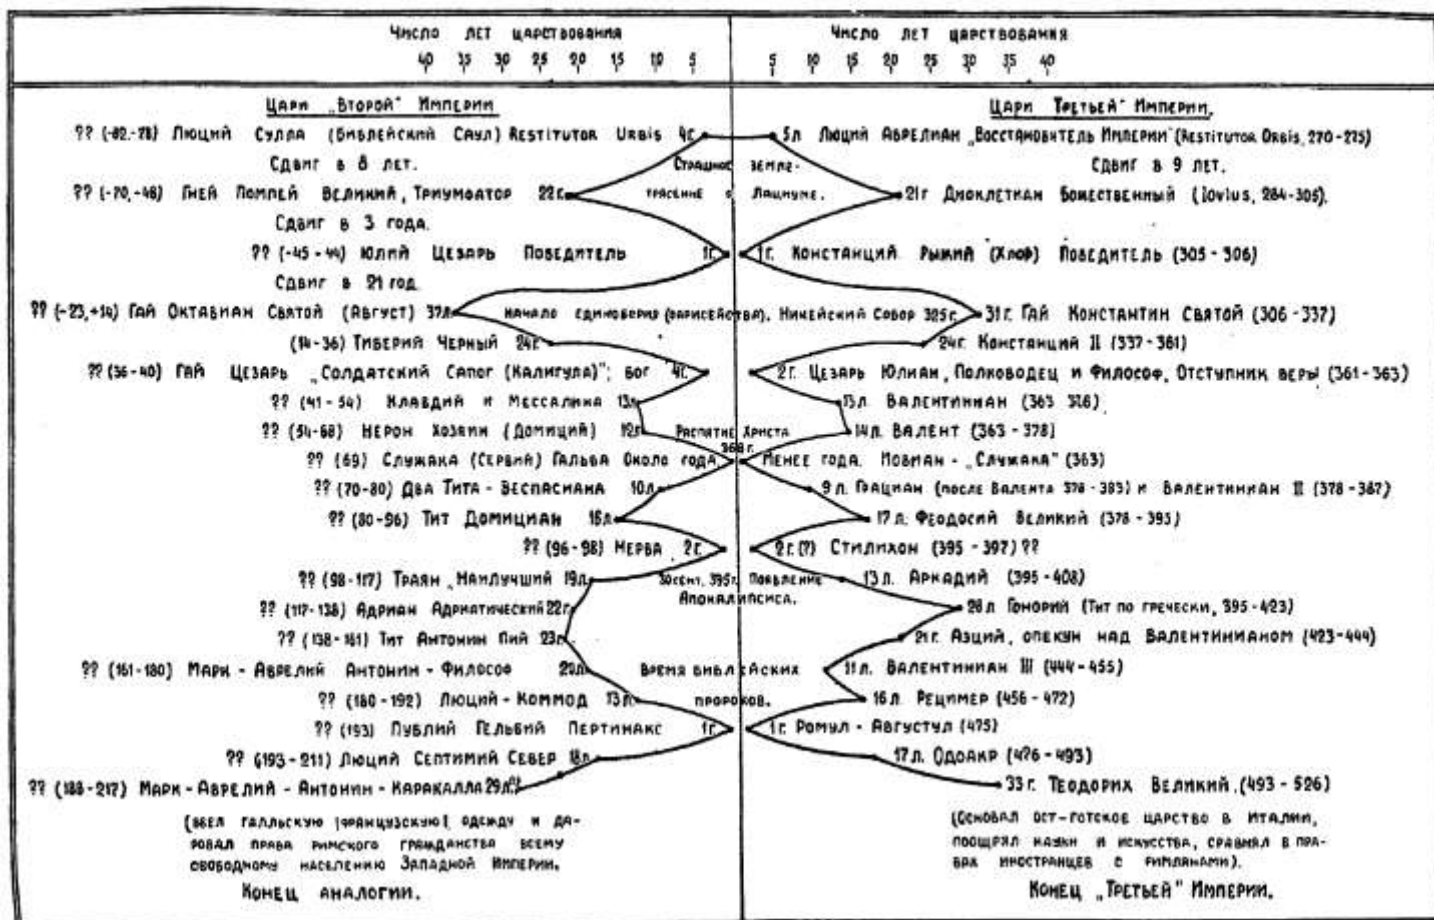 Число лет царствования
Число лет царствования
40 35 30 25 20 15 10 5
5 10 15 20 25 30 35 40
Цари „Второй" Империи
Цари Третьей" Империи.
?? (-82,-78) Люций Сулла (Библейский Саул) Restitutor Urbis 4г.
5л Люций Аврелиан „Восстановитель Империи" (Restitutor Orbis, 270-275)
Сдвиг в 8 лет.
Страшное земле-
Сдвиг в 9 лет.
?? (-70,-48) Гней Помпей Великий, Триумфатор 22г.
трясение в Лациуме.
21г Диоклетиан Божественный (Iovius, 284-305).
Сдвиг в 3 года.
?? (-45-44) Юлий Цезарь Победитель 1г.
1г. Констанций Рыжий (Хлор) Победитель (305-306)
Сдвиг в 21 год.
?? (-23,+14) Гай Октавиан Святой (Август) 37л.
Начало единоверия (фарисейства). Никейский Собор 325г.
31г. Гай Константин Святой (306-337)
(14-36) Тиверий Черный 24г.
24г. Констанций II (337-361)
?? (36-40) Гай Цезарь „Солдатский Сапог (Калигула)"; Бог 4г.
2г. Цезарь Юлиан, Полководец и Философ, Отступник веры (361-363)
?? (41-54) Клавдий и Мессалина 13л
13л. Валентиниан (363
?? (54-68) Нерон Хозяин (Домиций) 12л
Распятие Христа
14л. Валент (363-378)
368г.
?? (69) Служака (Сервий) Гальба Около года.
Менее года. Иовиан-„Служака" (363)
?? (70-80) Два Тита-Веспасиана 10л.
9л. Грациан (после Валента 378-383) и Валентиниан II (378-387)
?? (80-96) Тит Домициан 16л
17л. Феодосий Великий (378-395)
?? (96-98) Нерва 2г.
2г.(?) Стилихон (395-397)??
?? (98-117) Траян „Наилучший 19л.
30 сент. 395г. Появление
13л. Аркадий (395-408)
Апокалипсиса.
?? (117-138) Адриан Адриатический 22г.
28л Гонорий (Тит по гречески, 395-423)
?? (138-161) Тит Антонин Пий 23г.
21г. Аэций, опекун над Валентинианом (423-444)
?? (161-180) Марк-Аврелий Антонин-Философ 20л.
Время библейских
11л. Валентиниан III (444-455)
?? (180-192) Люций-Коммод 13л.
пророков.
16л Рецимер (456-472)
?? (193) Публий Гельвий Пертинакс 1г.
1г. Ромул-Августул (475)
?? (193-211) Люций Септимий Север 18л.
17л. Одоакр (476-493)
?? (188-217) Марк-Аврелий-Антонин-Каракалла 29л.
33г. Теодорих Великий. (493-526)
(ввел галльскую (французскую) одежду и да-
ровал права римского гражданства всему
свободному населению Западной Империи.
(Основал ост-готское царство в Италии,
поощрял науки и искусства, сравнял в пра-
вах иностранцев с римлянами).
Конец аналогии.
Конец „Третьей" Империи.